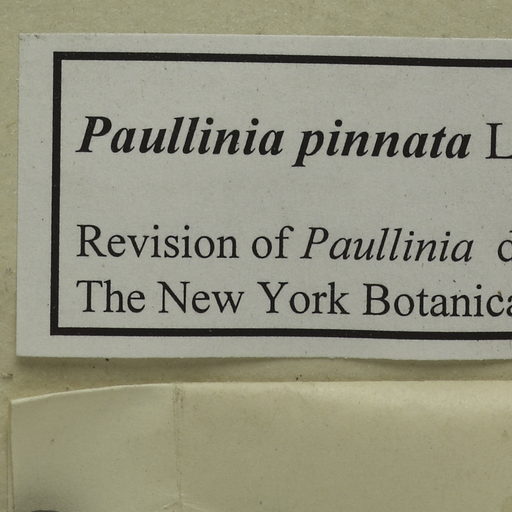 Paullinia pinnata L
Revision of Paullinia
The New York Botanica